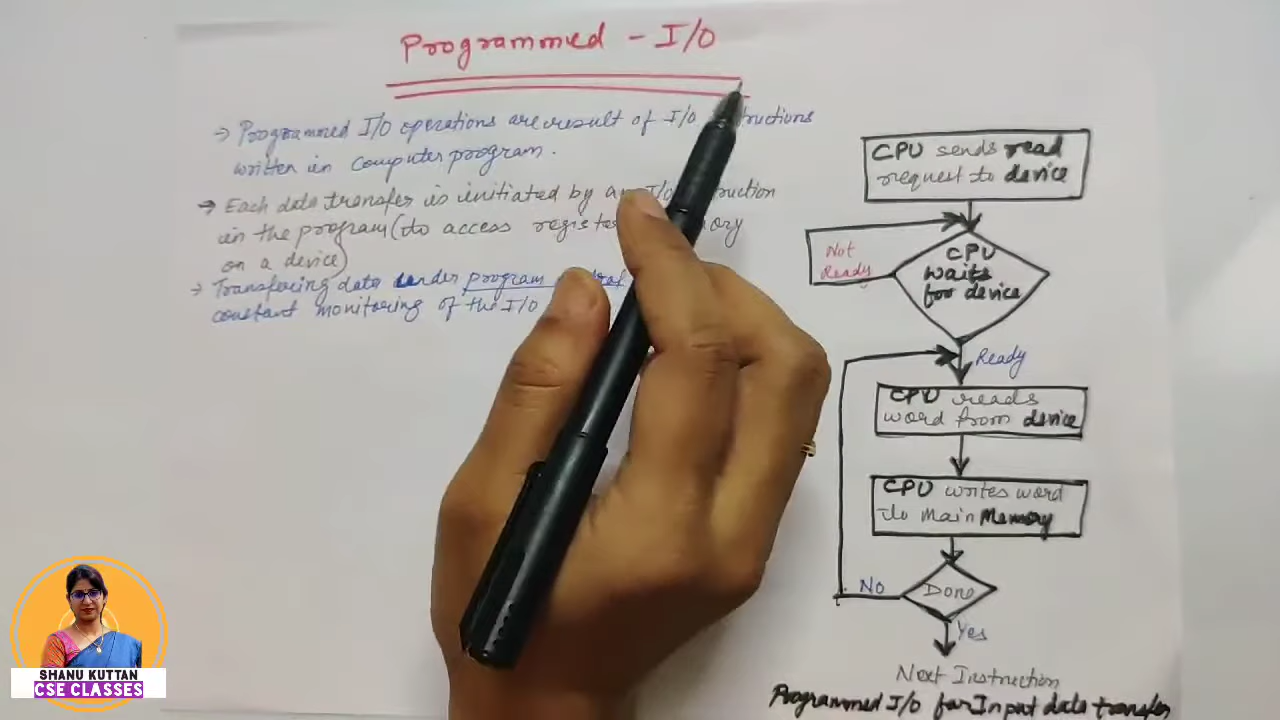 Programmed - I/O
→ Programmed I/O operations are result of I/O
written in computer program.
→ Each data transfer is initiated by an I/O
in the program (to access
on a device)
→ Transfering data under program
constant monitoring of the I/O
CPU sends read
request to device
CPU
waits
for device
Not
Ready
Ready
CPU reads
word from device
CPU writes word
to Main Memory
Done
No
Yes
Next Instruction
Programmed I/O for Input data transfer
SHANU KUTTAN
CSE CLASSES